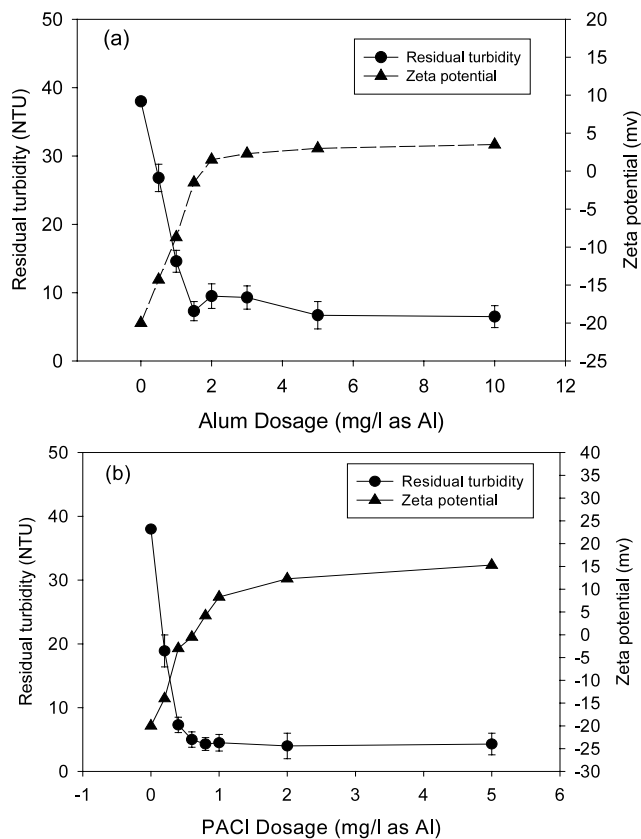 (a)
Residual turbidity
Zeta potential
50
40
30
20
10
0
Residual turbidity (NTU)
20
15
10
5
0
-5
-10
-15
-20
-25
Zeta potential (mv)
0 2 4 6 8 10 12
Alum Dosage (mg/l as Al)
(b)
Residual turbidity
Zeta potential
50
40
30
20
10
0
Residual turbidity (NTU)
40
35
30
25
20
15
10
5
0
-5
-10
-15
-20
-25
-30
Zeta potential (mv)
-1 0 1 2 3 4 5 6
PACl Dosage (mg/l as Al)